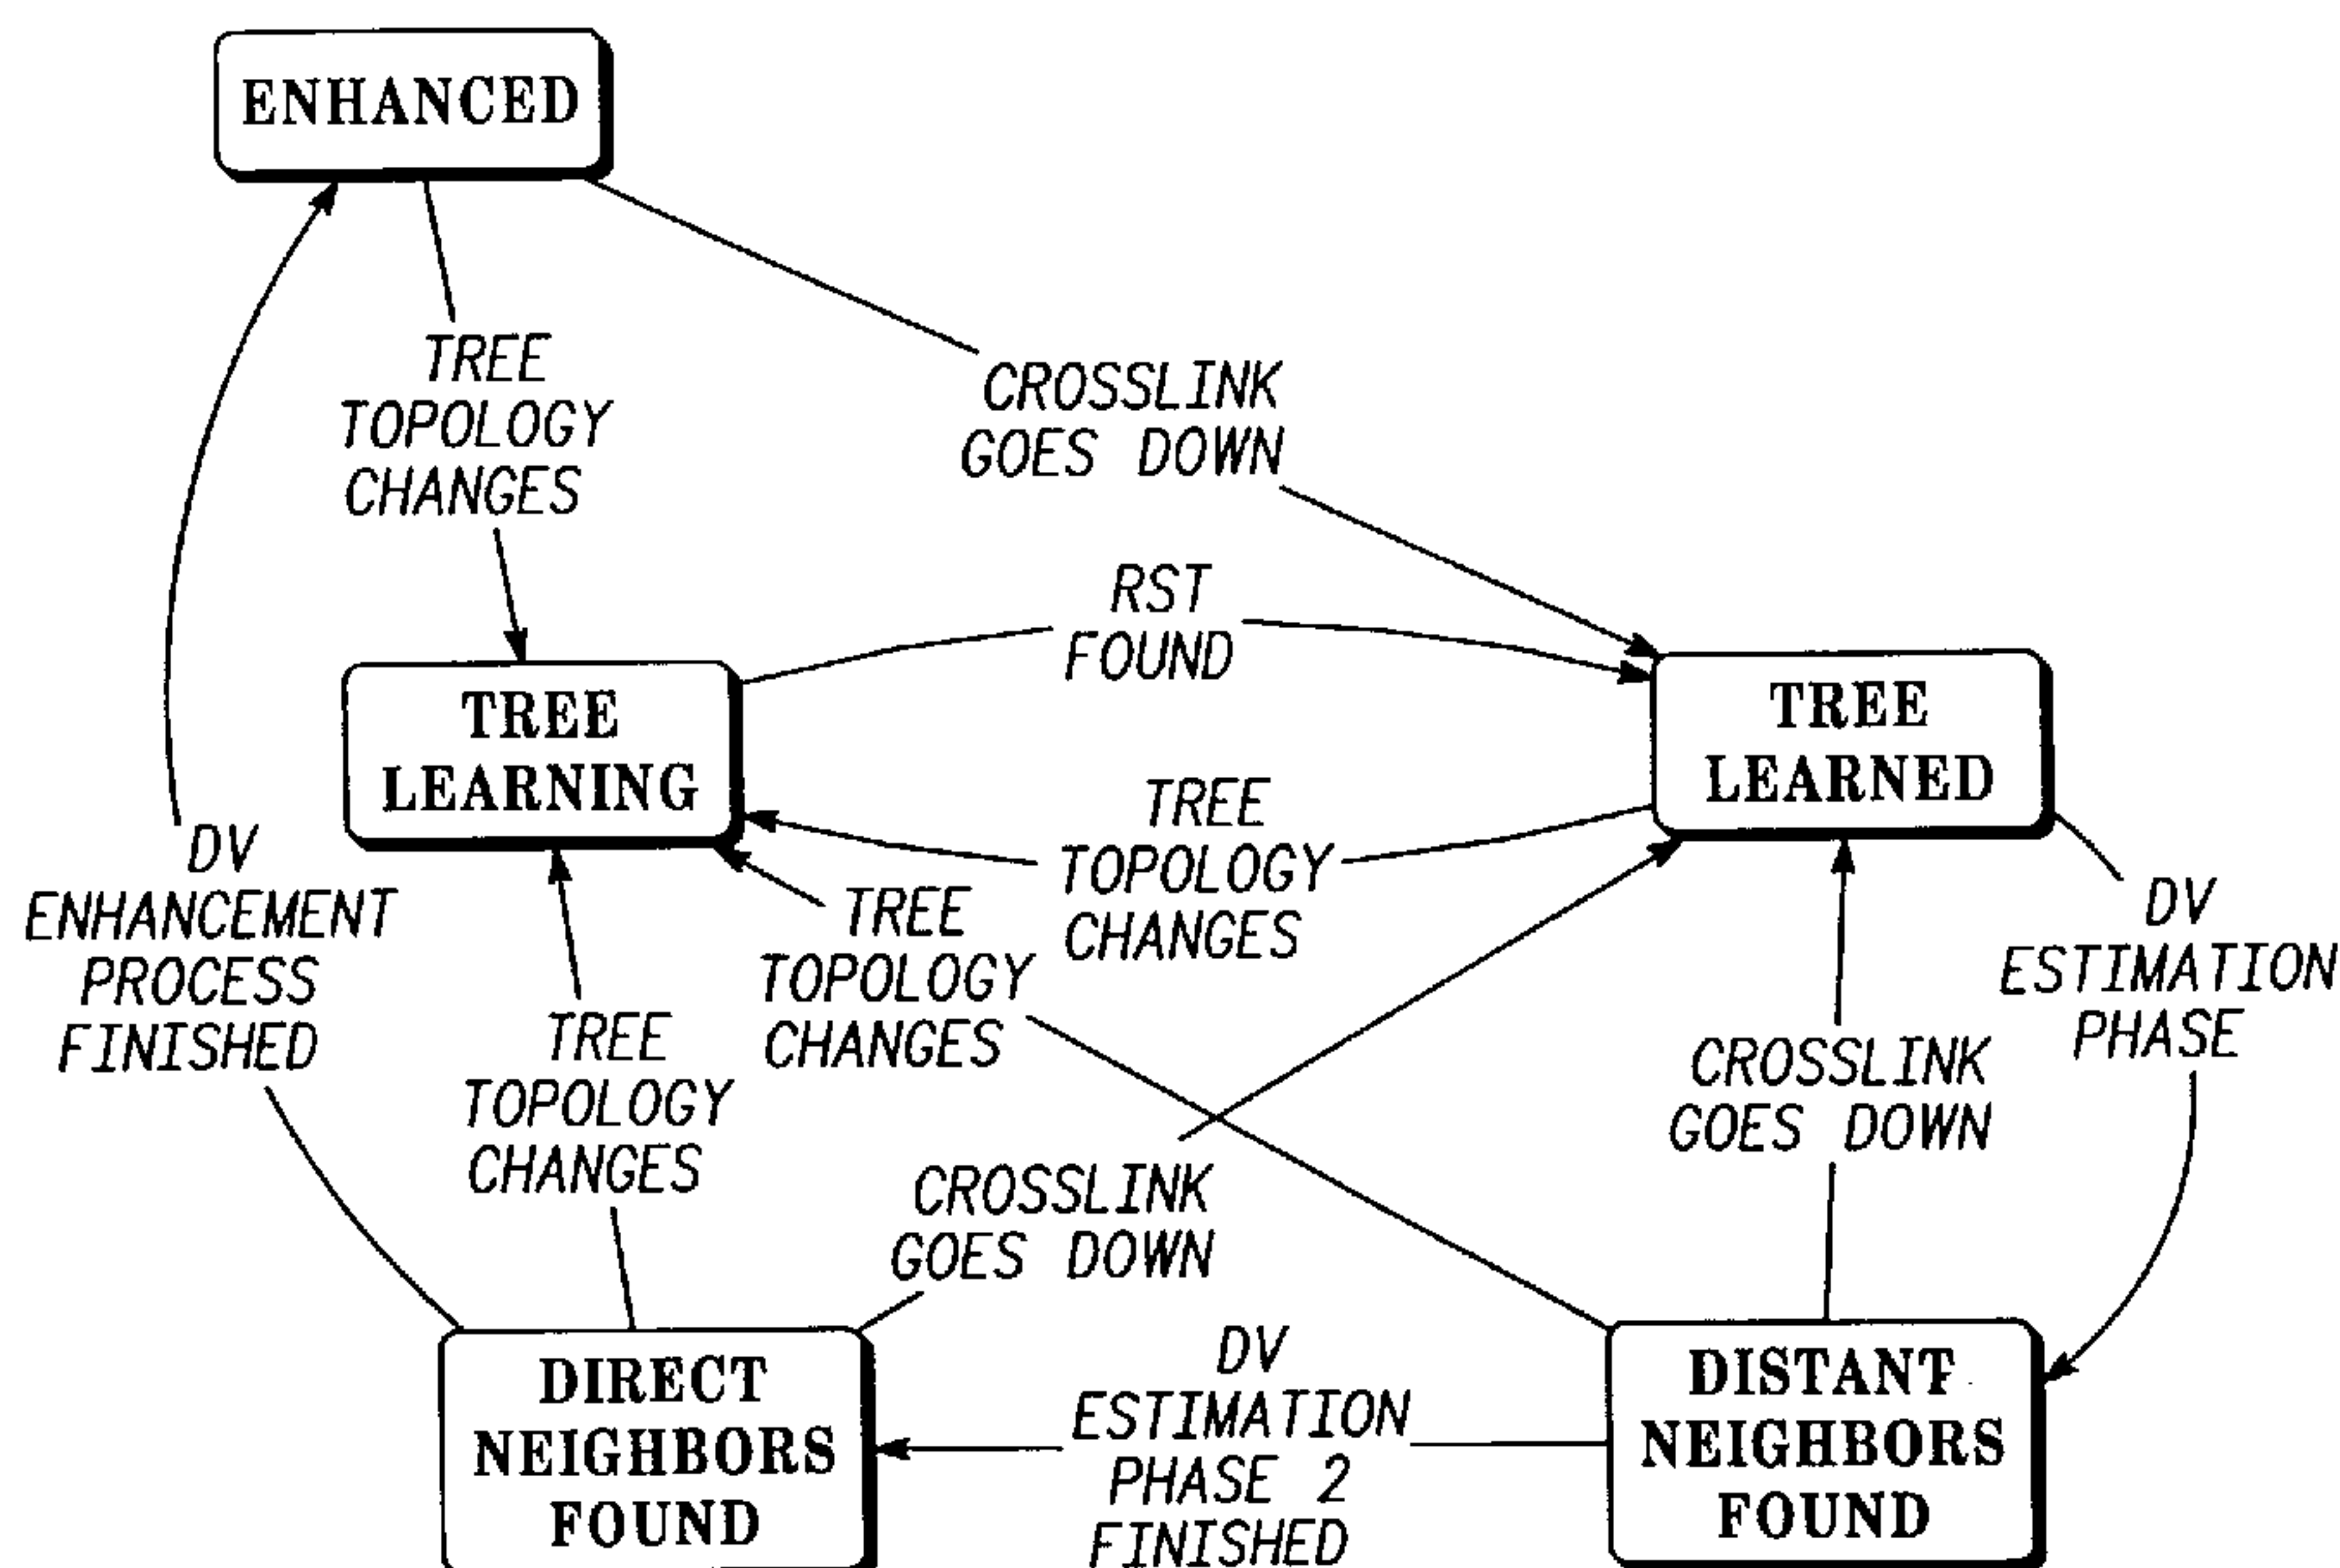 ENHANCED
TREE
TOPOLOGY
CHANGES
CROSSLINK
GOES DOWN
RST
FOUND
TREE
LEARNING
TREE
LEARNED
TREE
TOPOLOGY
CHANGES
DV
ENHANCEMENT
PROCESS
FINISHED
TREE
TOPOLOGY
CHANGES
DV
ESTIMATION
PHASE
TREE
TOPOLOGY
CHANGES
CROSSLINK
GOES DOWN
CROSSLINK
GOES DOWN
DIRECT
NEIGHBORS
FOUND
DV
ESTIMATION
PHASE 2
FINISHED
DISTANT
NEIGHBORS
FOUND